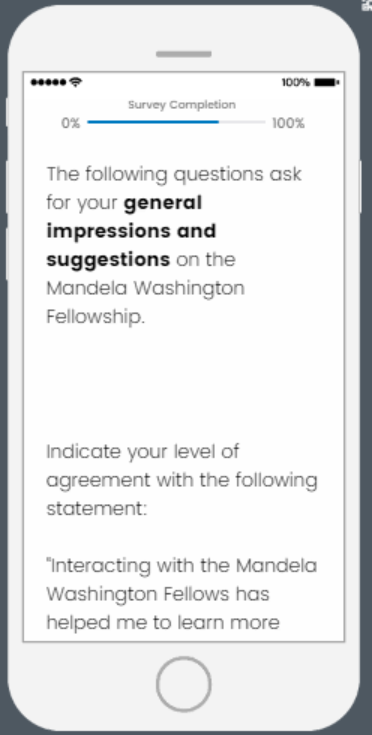 100%
Survey Completion
0% 100%
The following questions ask
for your general
impressions and
suggestions on the
Mandela Washington
Fellowship.
Indicate your level of
agreement with the following
statement:
"Interacting with the Mandela
Washington Fellows has
helped me to learn more